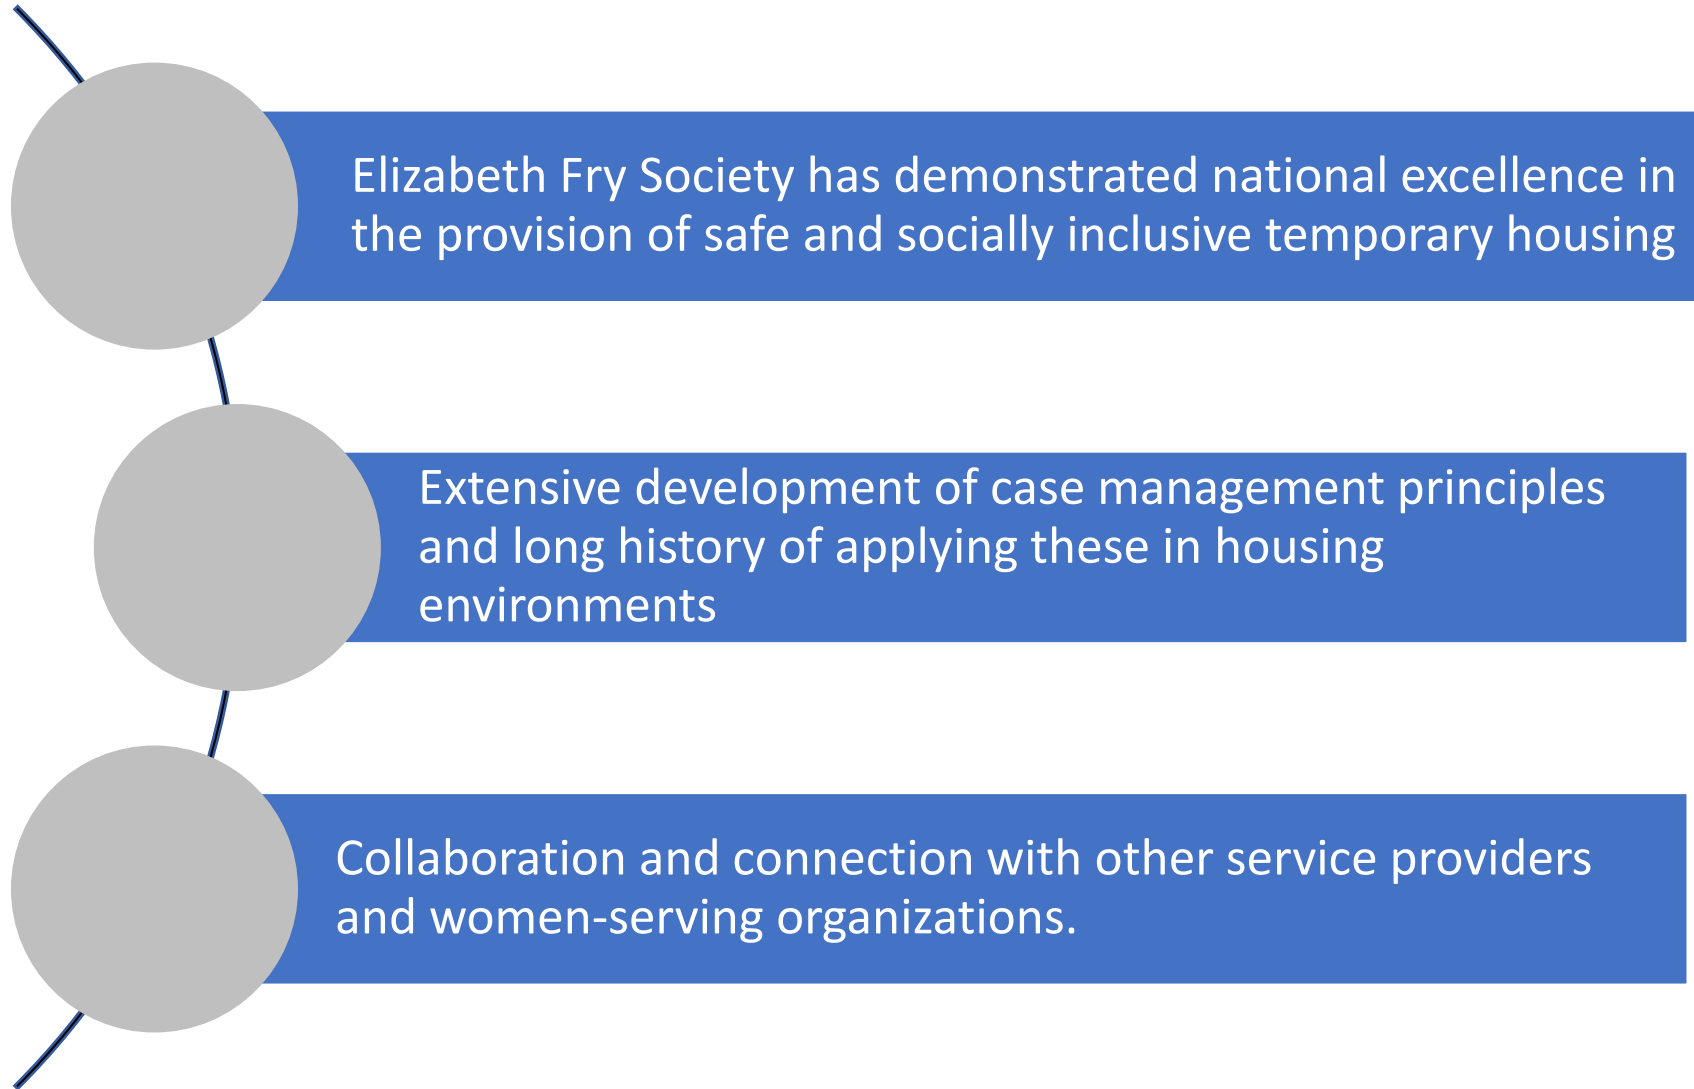 Elizabeth Fry Society has demonstrated national excellence in
the provision of safe and socially inclusive temporary housing
Extensive development of case management principles
and long history of applying these in housing
environments
Collaboration and connection with other service providers
and women-serving organizations.